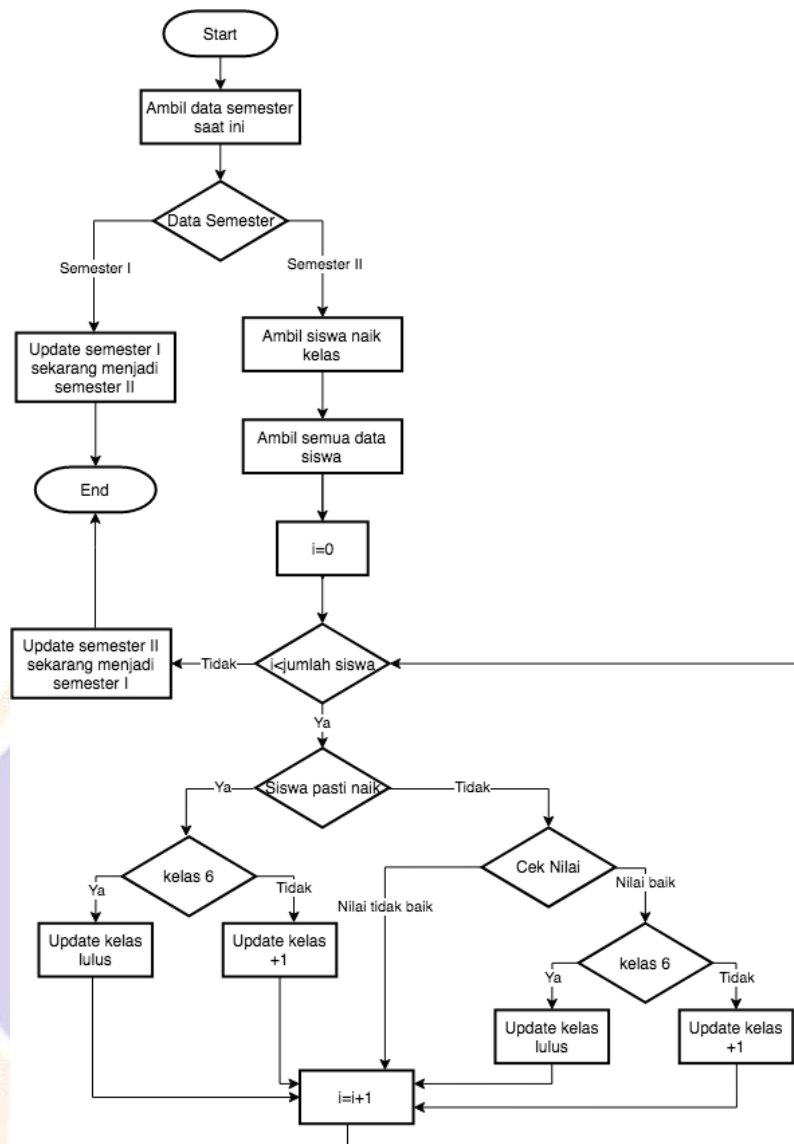 Start
Ambil data semester
saat ini
Data Semester
Semester I
Semester II
Update semester I
sekarang menjadi
semester II
Ambil siswa naik
kelas
Ambil semua data
siswa
End
i=0
Update semester II
sekarang menjadi
semester I
Tidak
i<jumlah siswa
Ya
Ya
Siswa pasti naik
Tidak
kelas 6
Cek Nilai
Ya
Tidak
Nilai tidak baik
Nilai baik
Update kelas
lulus
Update kelas
+1
kelas 6
Ya
Tidak
Update kelas
lulus
Update kelas
+1
i=i+1